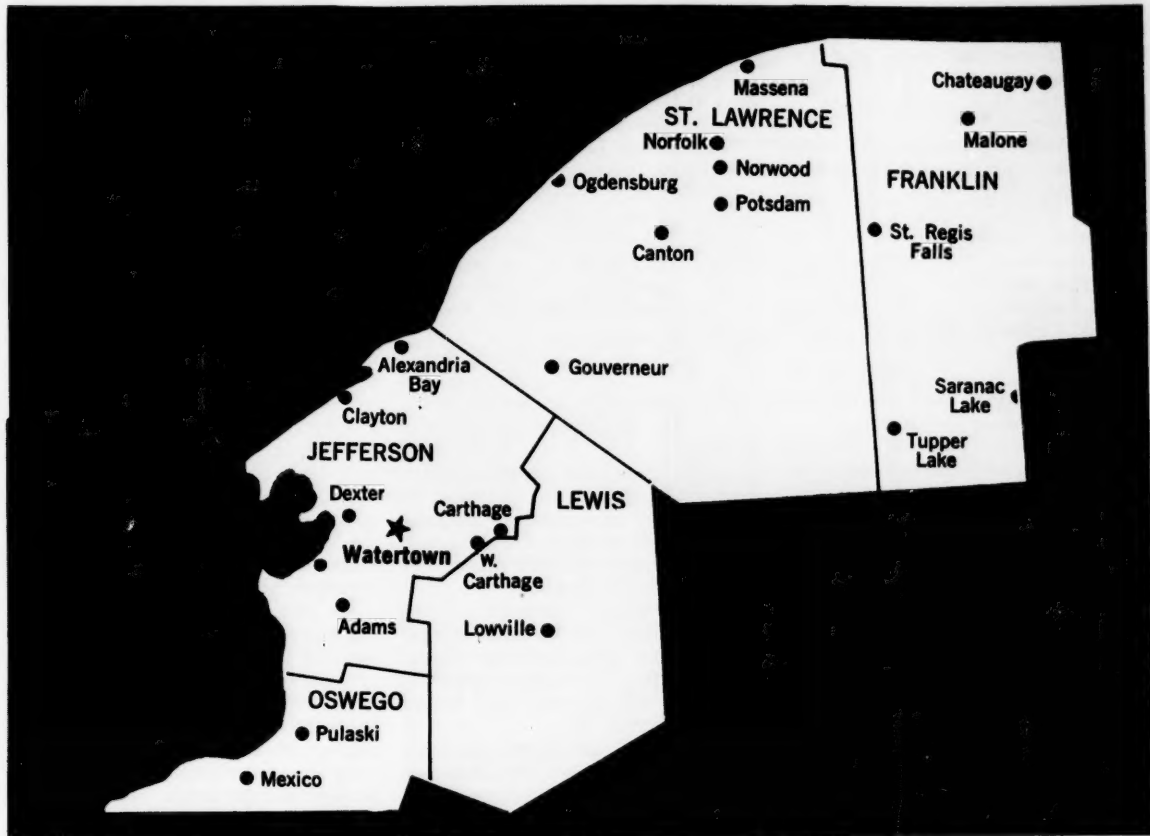 Massena
Chateaugay
ST. LAWRENCE
Malone
Norfolk
Norwood
FRANKLIN
Ogdensburg
Potsdam
St. Regis
Falls
Canton
Alexandria
Bay
Gouverneur
Saranac
Lake
Clayton
Tupper
Lake
JEFFERSON
LEWIS
Dexter
Carthage
Watertown
W.
Carthage
Adams
Lowville
OSWEGO
Pulaski
Mexico